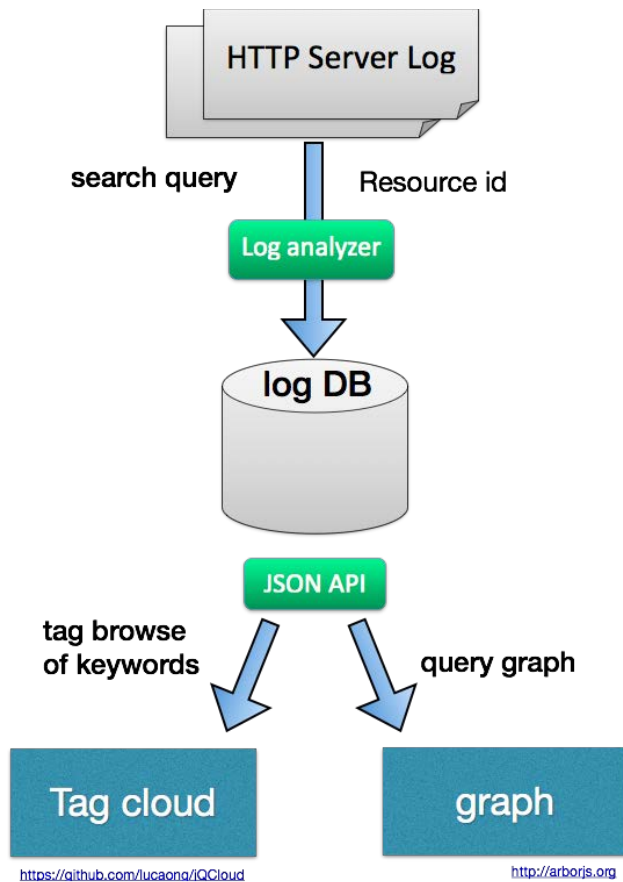 HTTP Server Log
search query
Resource id
Log analyzer
log DB
JSON API
tag browse
of keywords
query graph
Tag cloud
graph
https://github.com/lucaong/jQCloud
http://arborjs.org